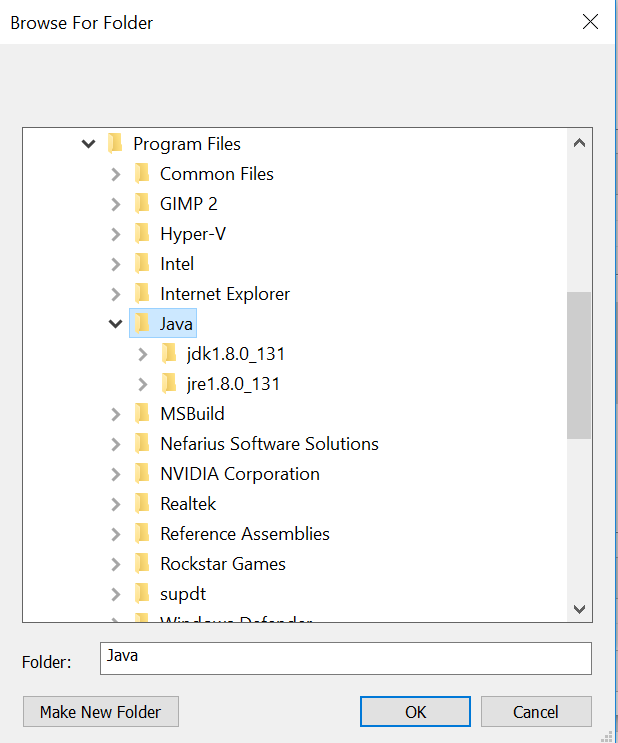 Browse For Folder
Program Files
Common Files
GIMP 2
Hyper-V
Intel
Internet Explorer
Java
jdk1.8.0_131
jre1.8.0_131
MSBuild
Nefarius Software Solutions
NVIDIA Corporation
Realtek
Reference Assemblies
Rockstar Games
supdt
Windows Defender
Folder: Java
Make New Folder OK Cancel